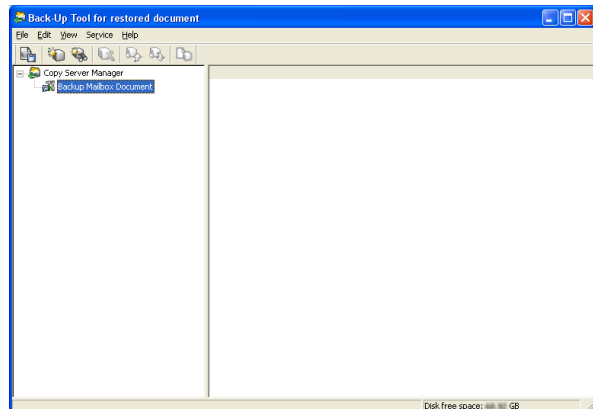 Back-Up Tool for restored document
File Edit View Service Help
Copy Server Manager
Backup Mailbox Document
Disk free space: GB